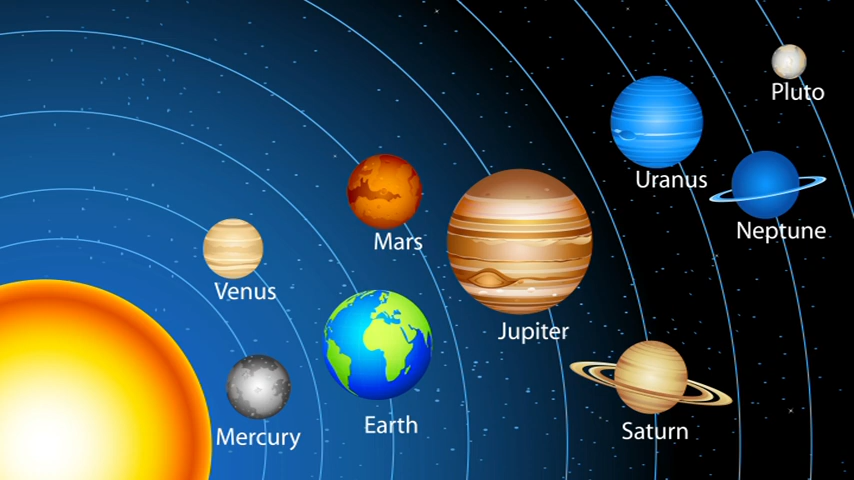 Pluto
Uranus
Neptune
Mars
Venus
Jupiter
Earth
Saturn
Mercury